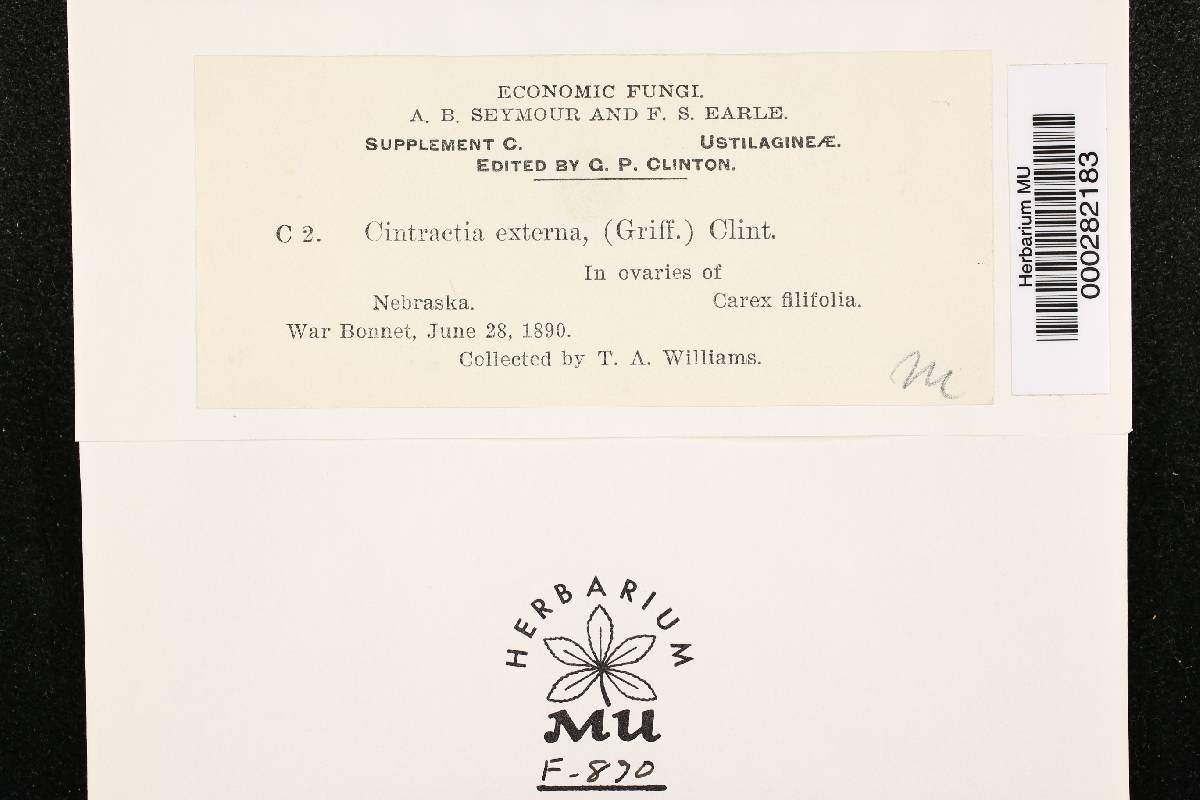 ECONOMIC FUNGI.
A. B. SEYMOUR AND F. S. EARLE.
SUPPLEMENT C. USTILAGINEÆ.
EDITED BY G. P. CLINTON.
C 2. Cintractia externa, (Griff.) Clint.
In ovaries of
Nebraska. Carex filifolia.
War Bonnet, June 28, 1890.
Collected by T. A. Williams.
m
Herbarium MU
000282183
HERBARIUM
MU
F-870